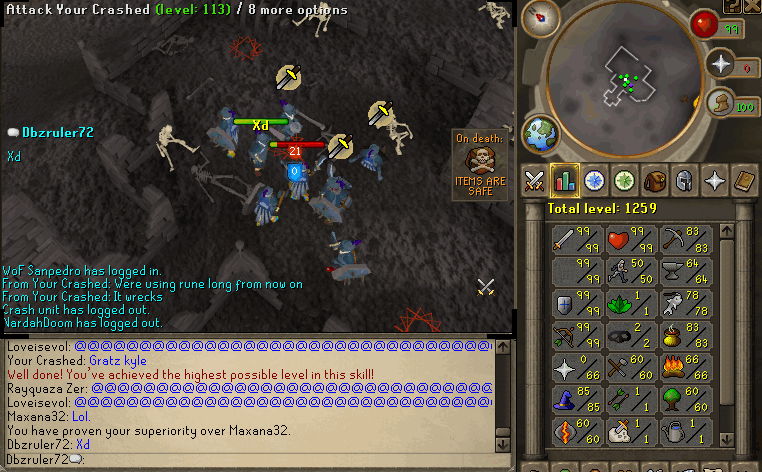 Attack Your Crashed (level: 113) / 8 more options
99
Xd
0
Dbzruler72
Xd
21
0
On death:
ITEMS ARE SAFE
100
Total level: 1259
99 99 99 99 83 83
99 99 50 50 64 64
99 99 1 1 78 78
99 99 2 2 83 83
0 66 60 60 66 66
85 85 1 1 60 60
60 60 1 1 1 1
WoF Sanpedro has logged in.
From Your Crashed: Were using rune long from now on
From Your Crashed: It wrecks
Crash unit has logged out.
NardahDoom has logged out.
Loveisevol: @@@@@@@@@@@@@@@@@@@@@@@@@@@@@@@@@@@@
Your Crashed: Gratz kyle
Well done! You've achieved the highest possible level in this skill!
Rayquaza Zer: @@@@@@@@@@@@@@@@@@@@@@@@@@@@@@@@@@
Loveisevol: @@@@@@@@@@@@@@@@@@@@@@@@@@@@@@@@@@@@
Maxana32: Lol.
You have proven your superiority over Maxana32.
Dbzruler72: Xd
Dbzruler72: